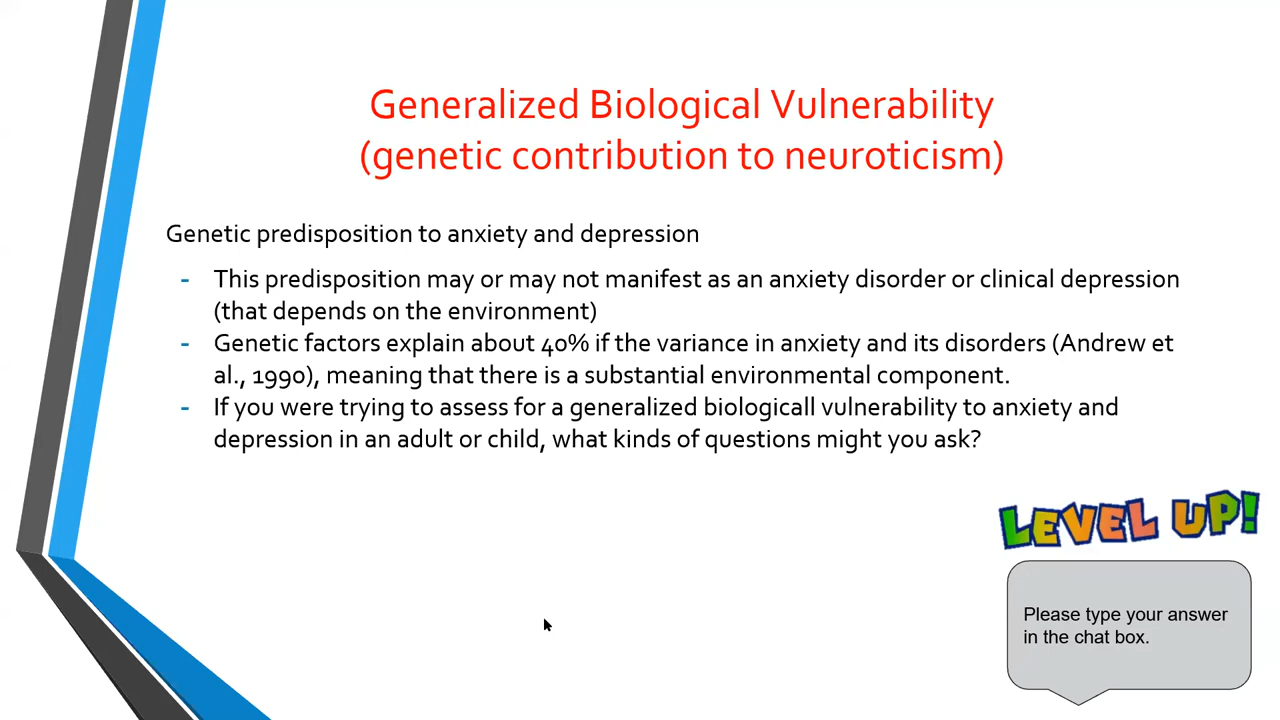 Generalized Biological Vulnerability
(genetic contribution to neuroticism)
Genetic predisposition to anxiety and depression
- This predisposition may or may not manifest as an anxiety disorder or clinical depression
(that depends on the environment)
- Genetic factors explain about 40% if the variance in anxiety and its disorders (Andrew et
al., 1990), meaning that there is a substantial environmental component.
- If you were trying to assess for a generalized biologicall vulnerability to anxiety and
depression in an adult or child, what kinds of questions might you ask?
LEVEL UP!
Please type your answer
in the chat box.